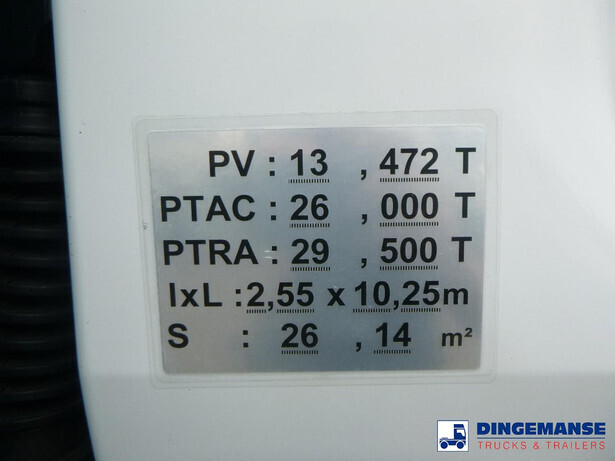 PV : 13 , 472 T
PTAC : 26 , 000 T
PTRA : 29 , 500 T
lxL : 2,55 x 10,25m
S : 26 , 14 m²
DINGEMANSE
TRUCKS & TRAILERS